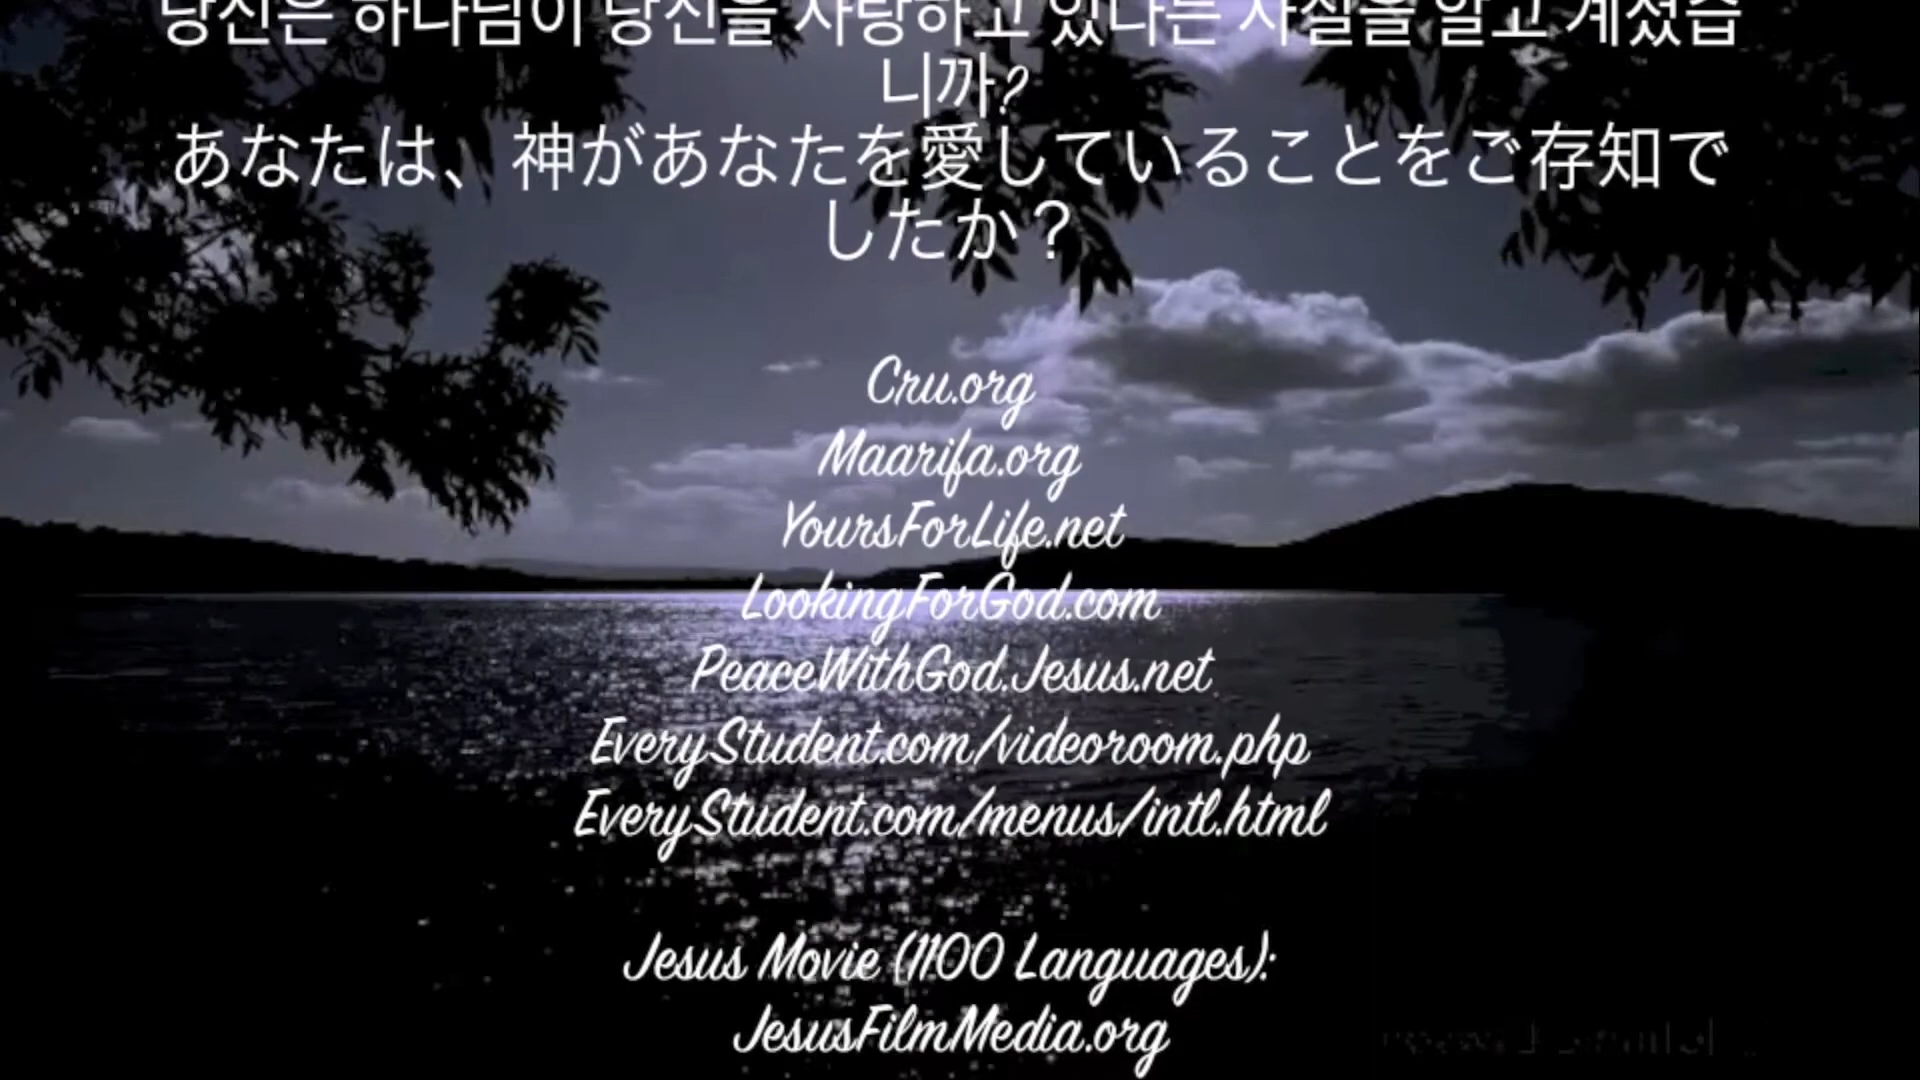 당신은 하나님이 당신을 사랑하고 있다는 사실을 알고 계셨습
니까?
あなたは、神があなたを愛していることをご存知で
したか？
Cru.org
Maarifa.org
YoursForLife.net
LookingForGod.com
PeaceWithGod.Jesus.net
EveryStudent.com/videoroom.php
EveryStudent.com/menus/intl.html
Jesus Movie (1100 Languages):
JesusFilmMedia.org